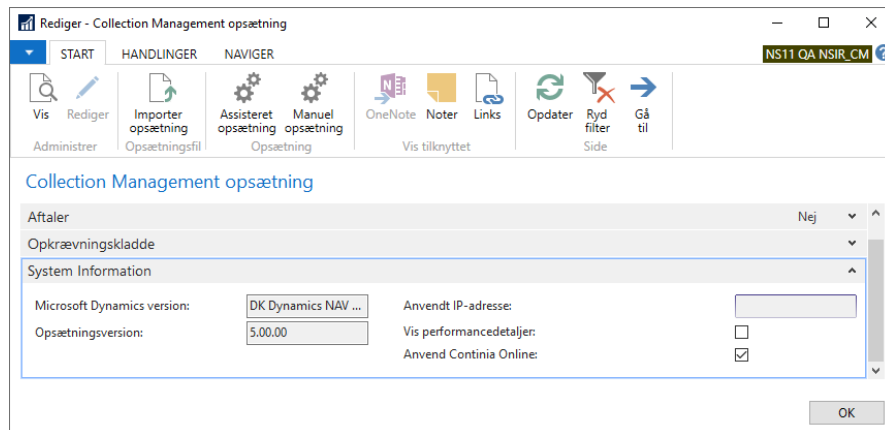 Rediger - Collection Management opsætning
START HANDLINGER NAVIGER NS11 QA NSIR_CM ?
Vis Rediger Importer Assisteret Manuel OneNote Noter Links Opdater Ryd Gå
opsætning opsætning opsætning filter til
Administrer Opsætningsfil Opsætning Vis tilknyttet Side
Collection Management opsætning
Aftaler Nej
Opkrævningskladde
System Information
Microsoft Dynamics version: DK Dynamics NAV ... Anvendt IP-adresse:
Opsætningsversion: 5.00.00 Vis performancedetaljer:
Anvend Continia Online:
OK